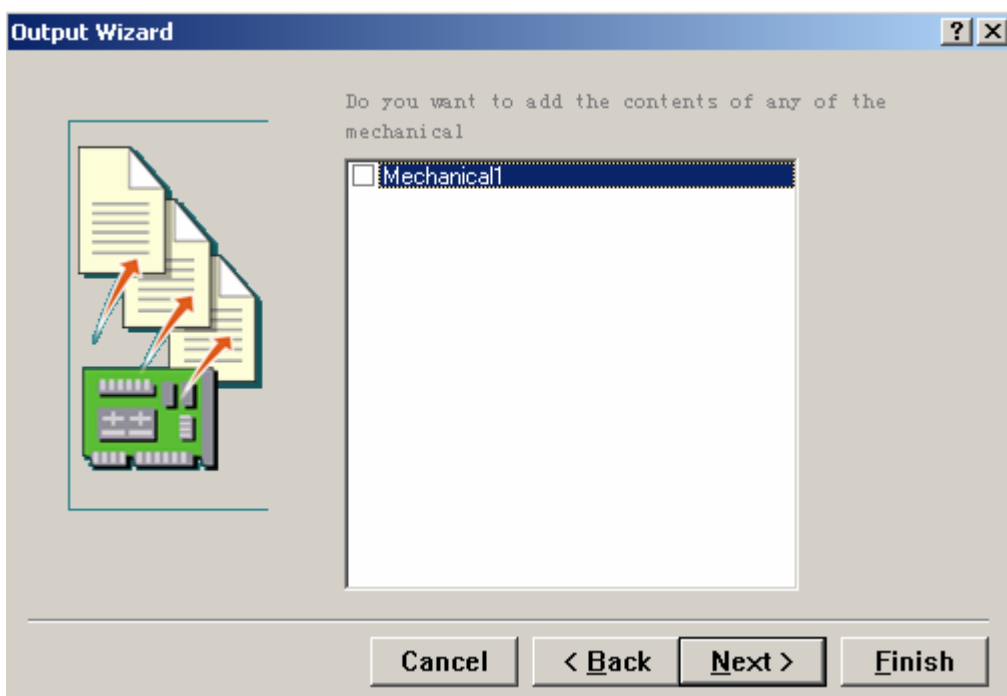 Output Wizard
Do you want to add the contents of any of the
mechanical
Mechanical1
Cancel
< Back
Next >
Finish